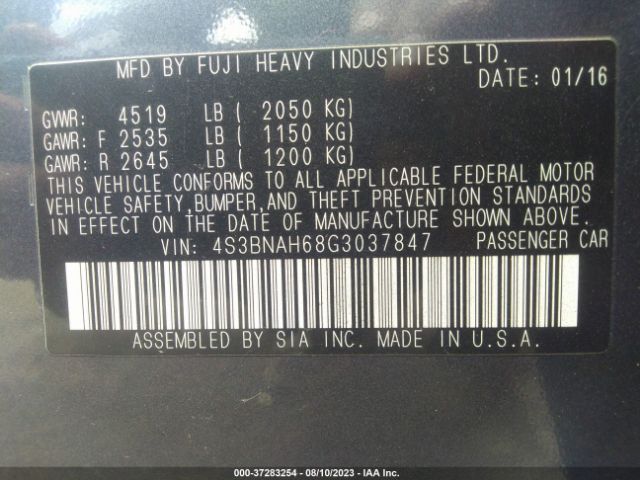 MFD BY FUJI HEAVY INDUSTRIES LTD.
DATE: 01/16
GVWR: 4519 LB ( 2050 KG)
GAWR: F 2535 LB ( 1150 KG)
GAWR: R 2645 LB ( 1200 KG)
THIS VEHICLE CONFORMS TO ALL APPLICABLE FEDERAL MOTOR
VEHICLE SAFETY,BUMPER,AND THEFT PREVENTION STANDARDS
IN EFFECT ON THE DATE OF MANUFACTURE SHOWN ABOVE.
VIN: 4S3BNAH68G3037847 PASSENGER CAR
ASSEMBLED BY SIA INC. MADE IN U.S.A.
000-37283254 - 08/10/2023 - IAA Inc.